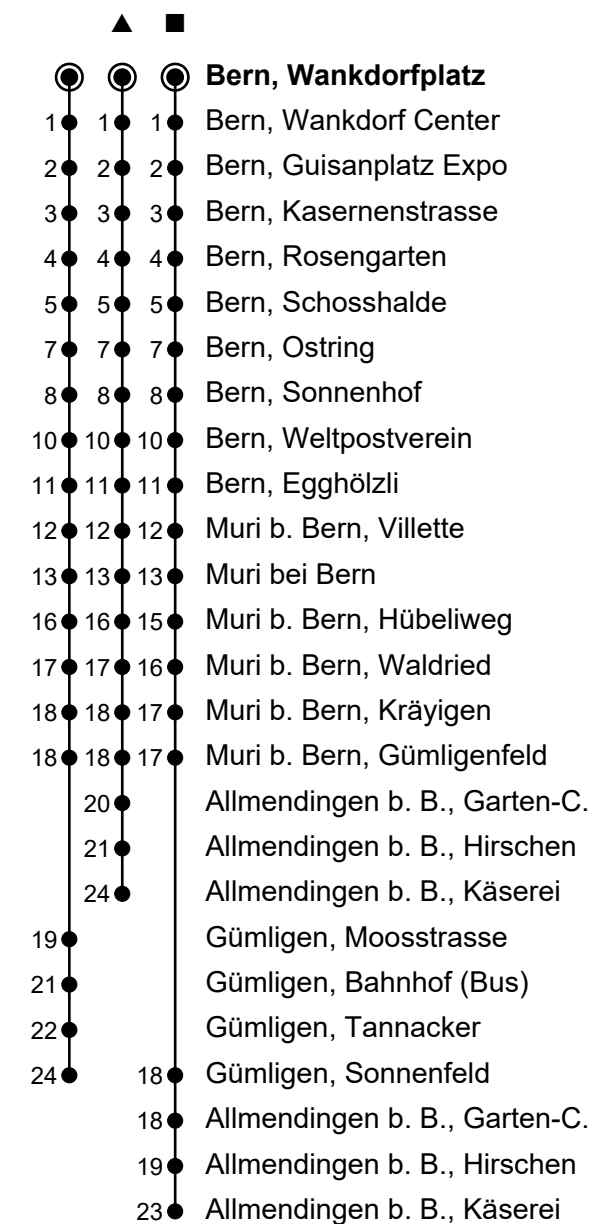 ▲ ■
Bern, Wankdorfplatz
1 1 1 Bern, Wankdorf Center
2 2 2 Bern, Guisanplatz Expo
3 3 3 Bern, Kasernenstrasse
4 4 4 Bern, Rosengarten
5 5 5 Bern, Schosshalde
7 7 7 Bern, Ostring
8 8 8 Bern, Sonnenhof
10 10 10 Bern, Weltpostverein
11 11 11 Bern, Egghölzli
12 12 12 Muri b. Bern, Villette
13 13 13 Muri bei Bern
16 16 15 Muri b. Bern, Hübeliweg
17 17 16 Muri b. Bern, Waldried
18 18 17 Muri b. Bern, Kräyigen
18 18 17 Muri b. Bern, Gümligenfeld
20 Allmendingen b. B., Garten-C.
21 Allmendingen b. B., Hirschen
24 Allmendingen b. B., Käserei
19 Gümligen, Moosstrasse
21 Gümligen, Bahnhof (Bus)
22 Gümligen, Tannacker
24 18 Gümligen, Sonnenfeld
18 Allmendingen b. B., Garten-C.
19 Allmendingen b. B., Hirschen
23 Allmendingen b. B., Käserei